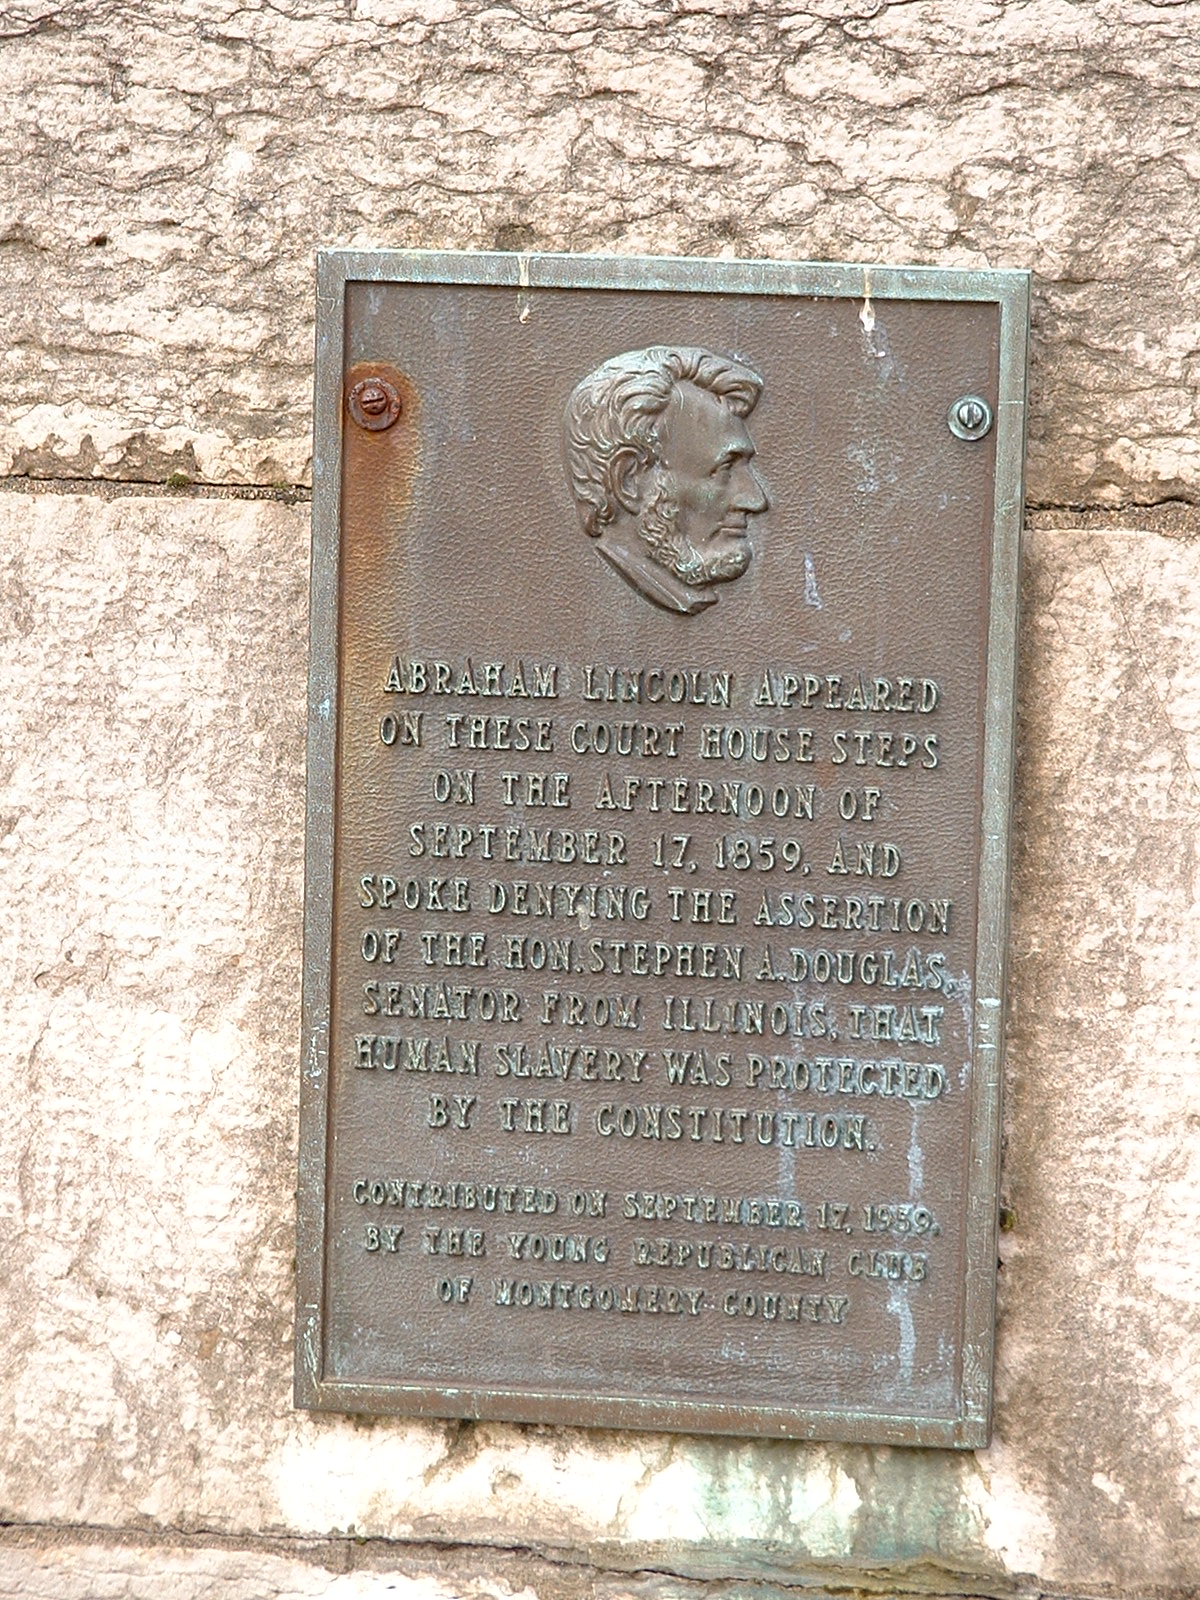 ABRAHAM LINCOLN APPEARED
ON THESE COURT HOUSE STEPS
ON THE AFTERNOON OF
SEPTEMBER 17, 1859, AND
SPOKE DENYING THE ASSERTION
OF THE HON. STEPHEN A. DOUGLAS,
SENATOR FROM ILLINOIS, THAT
HUMAN SLAVERY WAS PROTECTED
BY THE CONSTITUTION.
CONTRIBUTED ON SEPTEMBER 17, 1959,
BY THE YOUNG REPUBLICAN CLUB
OF MONTGOMERY COUNTY